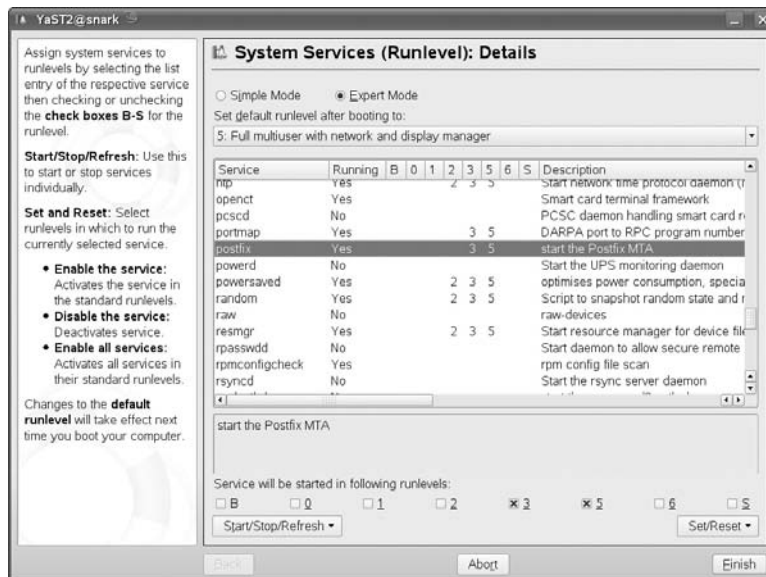 YaST2@snark
Assign system services to
runlevels by selecting the list
entry of the respective service
then checking or unchecking
the check boxes B-S for the
runlevel.
Start/Stop/Refresh: Use this
to start or stop services
individually.
Set and Reset: Select
runlevels in which to run the
currently selected service.
• Enable the service:
Activates the service in
the standard runlevels.
• Disable the service:
Deactivates service.
• Enable all services:
Activates all services in
their standard runlevels.
Changes to the default
runlevel will take effect next
time you boot your computer.
System Services (Runlevel): Details
Simple Mode Expert Mode
Set default runlevel after booting to:
5: Full multiuser with network and display manager
Service Running B 0 1 2 3 5 6 S Description
ntp Yes 2 3 5 Start network time protocol daemon (
openct Yes Smart card terminal framework
pcscd No PCSC daemon handling smart card
portmap Yes 3 5 DARPA port to RPC program number
postfix Yes 3 5 start the Postfix MTA
powerd No Start the UPS monitoring daemon
powersaved Yes 2 3 5 optimises power consumption, specia
random Yes 2 3 5 Script to snapshot random state and
raw No raw-devices
resmgr Yes 2 3 5 Start resource manager for device file
rpasswdd No Start daemon to allow secure remote
rpmconfigcheck Yes rpm config file scan
rsyncd No Start the rsync server daemon
start the Postfix MTA
Service will be started in following runlevels:
B 0 1 2 3 5 6 S
Start/Stop/Refresh Set/Reset
Back Abort Finish